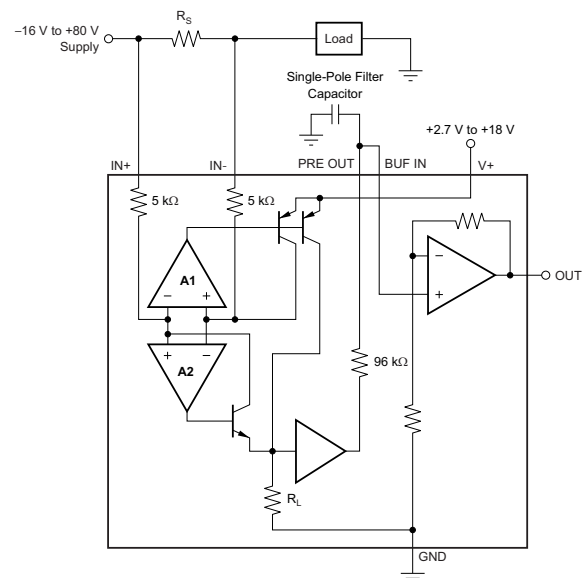 R_S
−16 V to +80 V
Supply
Load
Single-Pole Filter
Capacitor
+2.7 V to +18 V
IN+
IN-
PRE OUT
BUF IN
V+
5 kΩ
5 kΩ
A1
− +
−
+
OUT
+ −
A2
96 kΩ
R_L
GND